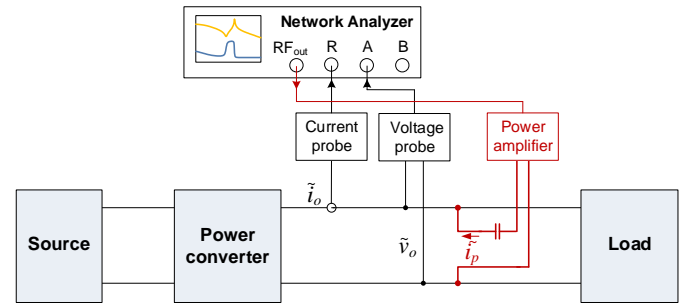 Network Analyzer
RFout R A B
Current probe
Voltage probe
Power amplifier
ĩo
ṽo
ĩp
Source
Power converter
Load